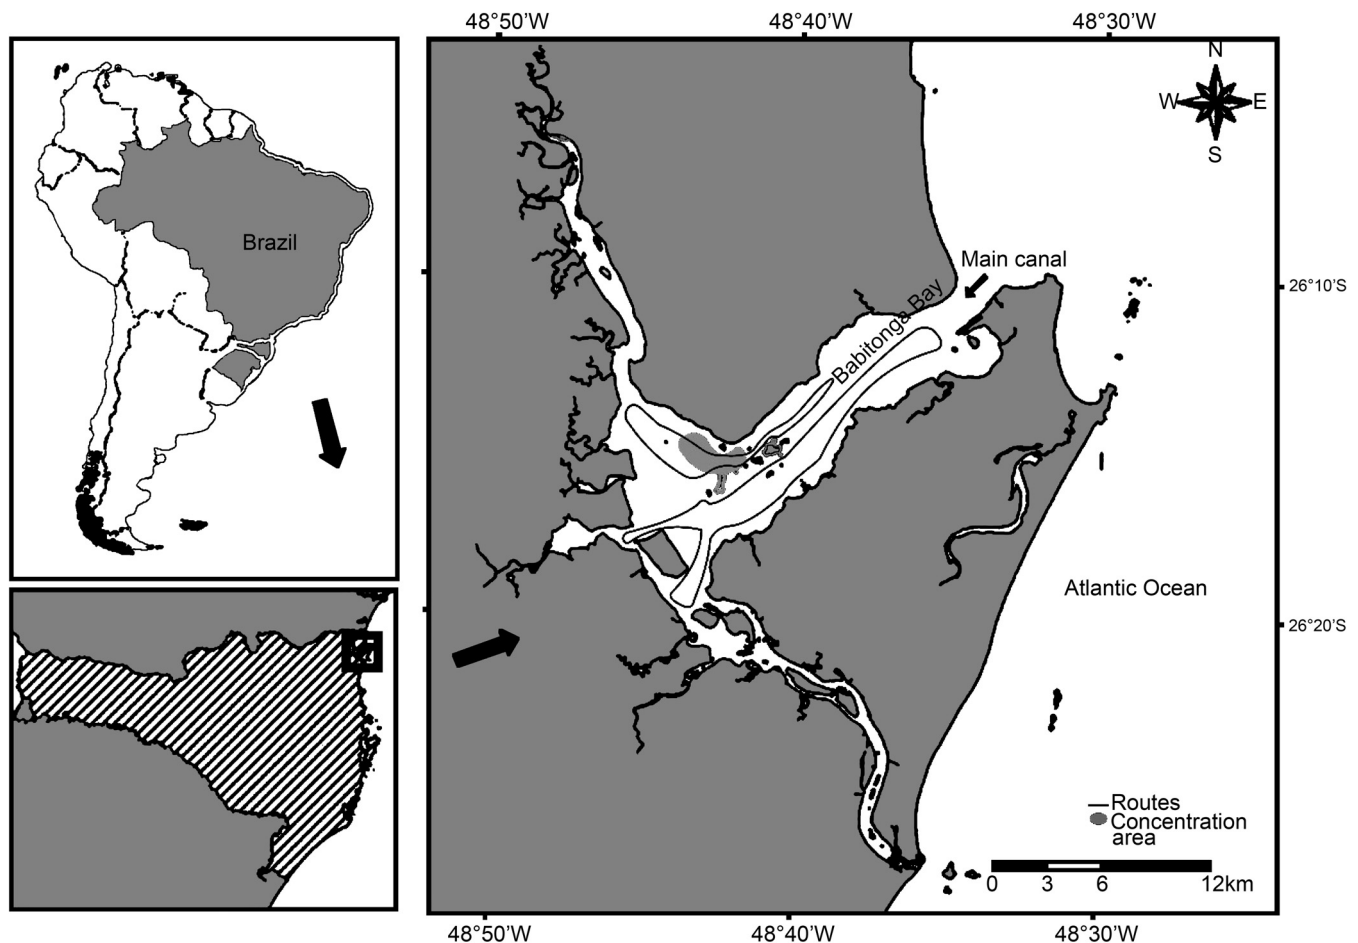 48°50'W 48°40'W 48°30'W
N
W E
S
Brazil
Main canal
Babitonga Bay
26°10'S
Atlantic Ocean
26°20'S
Routes
Concentration
area
0 3 6 12km
48°50'W 48°40'W 48°30'W